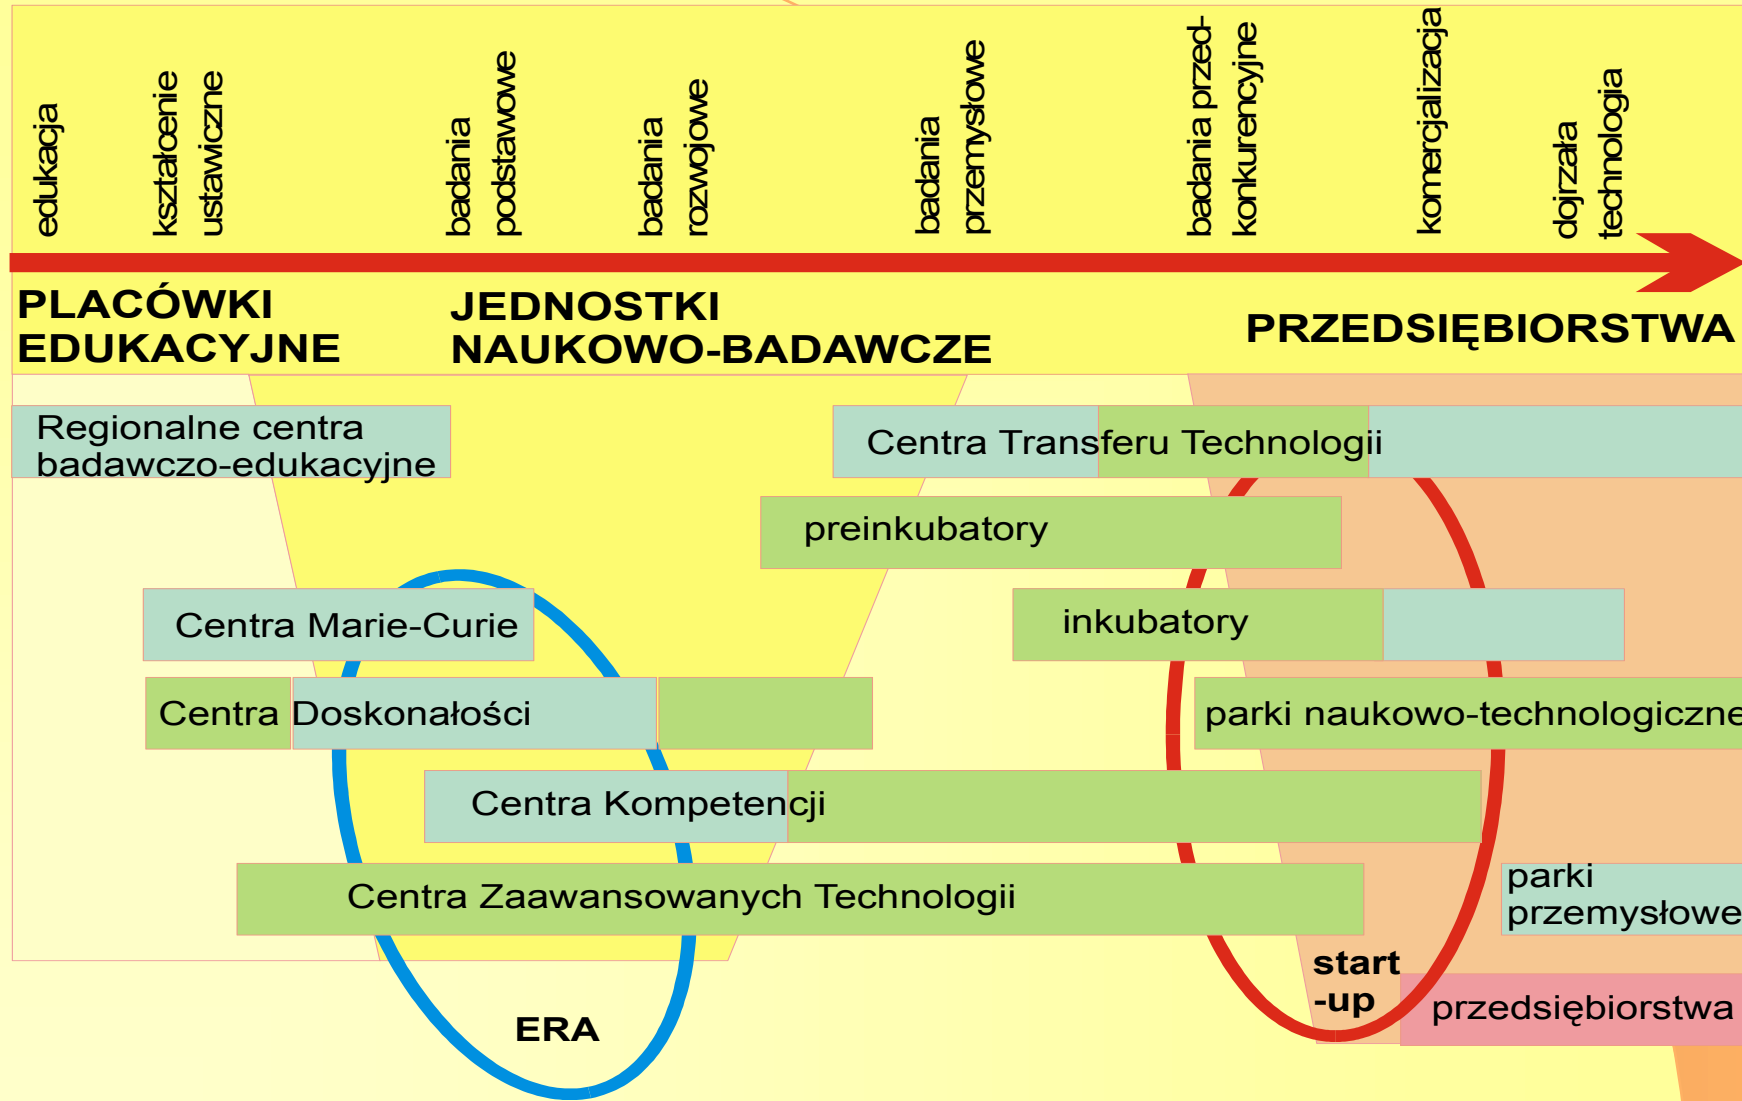 edukacja
kształcenie
ustawiczne
badania
podstawowe
badania
rozwojowe
badania
przemysłowe
badania przed-
konkurencyjne
komercjalizacja
dojrzała
technologia
PLACÓWKI
EDUKACYJNE
JEDNOSTKI
NAUKOWO-BADAWCZE
PRZEDSIĘBIORSTWA
Regionalne centra
badawczo-edukacyjne
Centra Transferu Technologii
preinkubatory
Centra Marie-Curie
inkubatory
Centra Doskonałości
parki naukowo-technologiczne
Centra Kompetencji
Centra Zaawansowanych Technologii
parki
przemysłowe
start
-up
przedsiębiorstwa
ERA